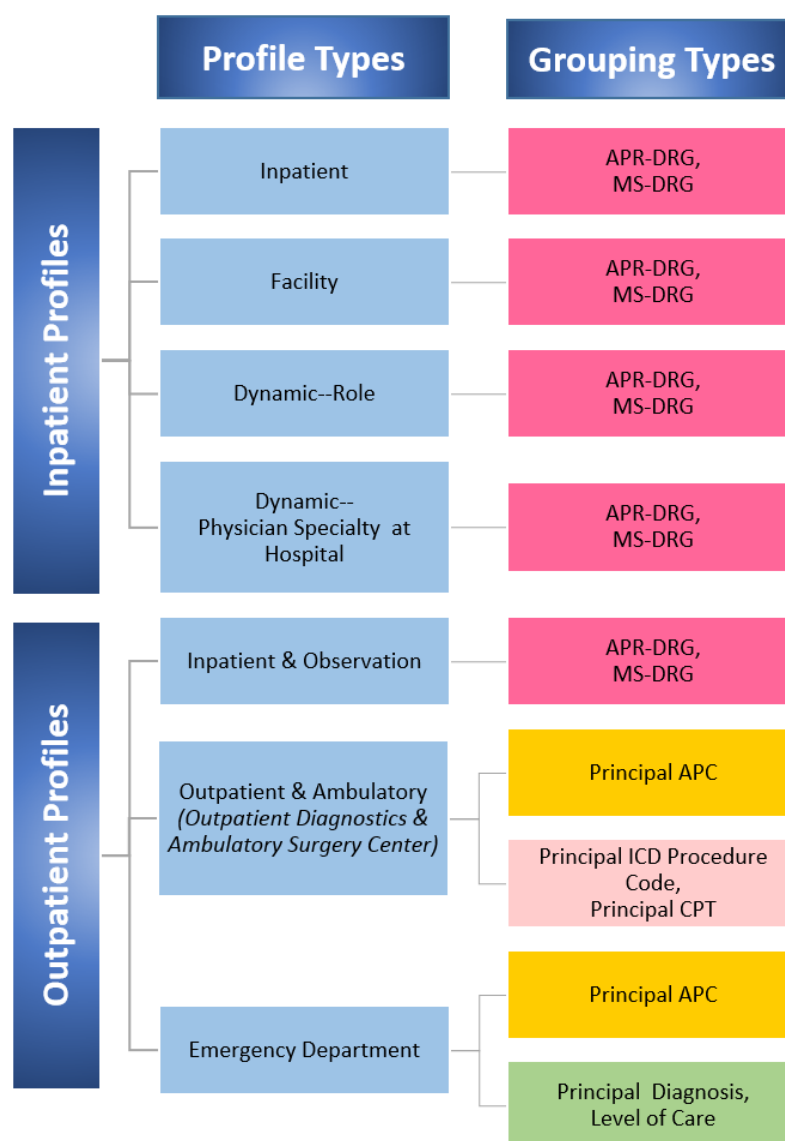 Profile Types
Grouping Types
Inpatient Profiles
Inpatient
APR-DRG,
MS-DRG
Facility
APR-DRG,
MS-DRG
Dynamic--Role
APR-DRG,
MS-DRG
Dynamic--
Physician Specialty at
Hospital
APR-DRG,
MS-DRG
Outpatient Profiles
Inpatient & Observation
APR-DRG,
MS-DRG
Outpatient & Ambulatory
(Outpatient Diagnostics &
Ambulatory Surgery Center)
Principal APC
Principal ICD Procedure
Code,
Principal CPT
Emergency Department
Principal APC
Principal Diagnosis,
Level of Care